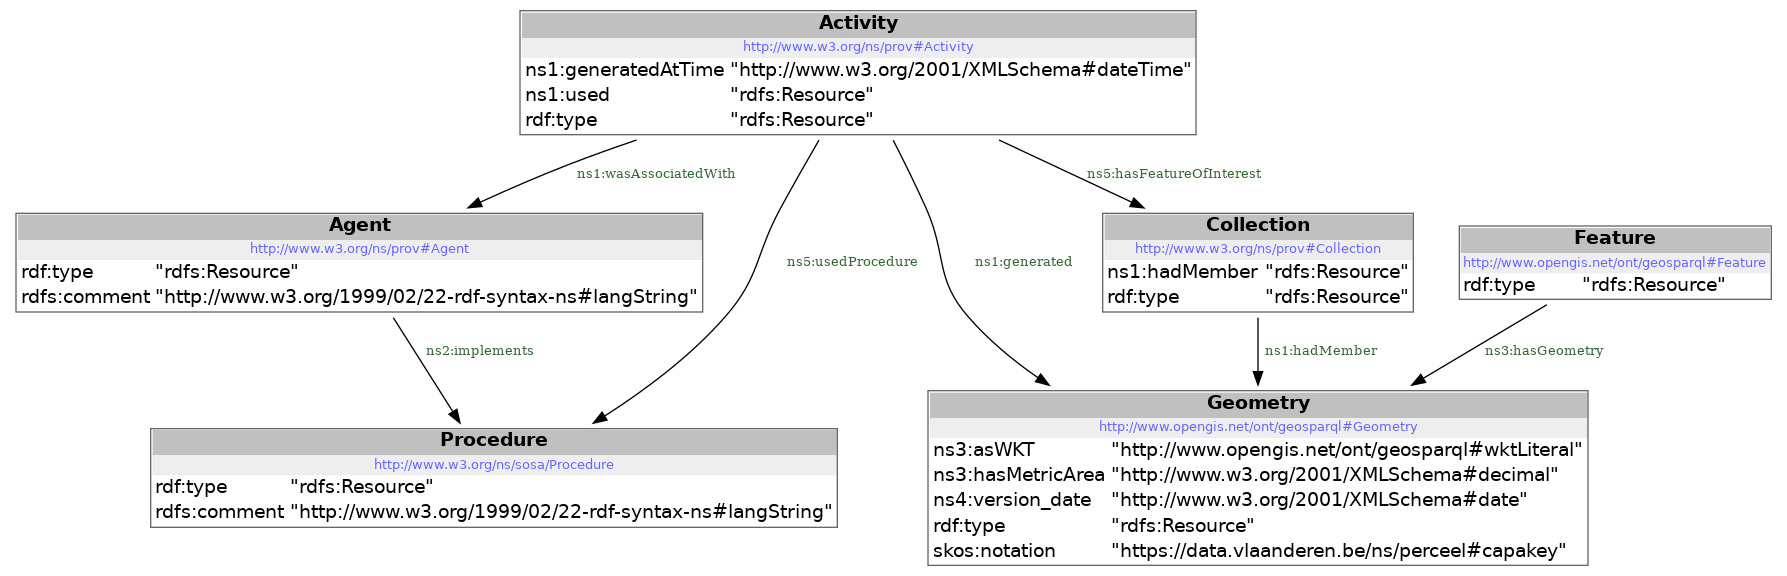 Activity
http://www.w3.org/ns/prov#Activity
ns1:generatedAtTime "http://www.w3.org/2001/XMLSchema#dateTime"
ns1:used "rdfs:Resource"
rdf:type "rdfs:Resource"
ns1:wasAssociatedWith
ns5:hasFeatureOfInterest
Agent
http://www.w3.org/ns/prov#Agent
rdf:type "rdfs:Resource"
rdfs:comment "http://www.w3.org/1999/02/22-rdf-syntax-ns#langString"
ns5:usedProcedure
ns1:generated
Collection
http://www.w3.org/ns/prov#Collection
ns1:hadMember "rdfs:Resource"
rdf:type "rdfs:Resource"
Feature
http://www.opengis.net/ont/geosparql#Feature
rdf:type "rdfs:Resource"
ns2:implements
ns1:hadMember
ns3:hasGeometry
Procedure
http://www.w3.org/ns/sosa/Procedure
rdf:type "rdfs:Resource"
rdfs:comment "http://www.w3.org/1999/02/22-rdf-syntax-ns#langString"
Geometry
http://www.opengis.net/ont/geosparql#Geometry
ns3:asWKT "http://www.opengis.net/ont/geosparql#wktLiteral"
ns3:hasMetricArea "http://www.w3.org/2001/XMLSchema#decimal"
ns4:version_date "http://www.w3.org/2001/XMLSchema#date"
rdf:type "rdfs:Resource"
skos:notation "https://data.vlaanderen.be/ns/perceel#capakey"